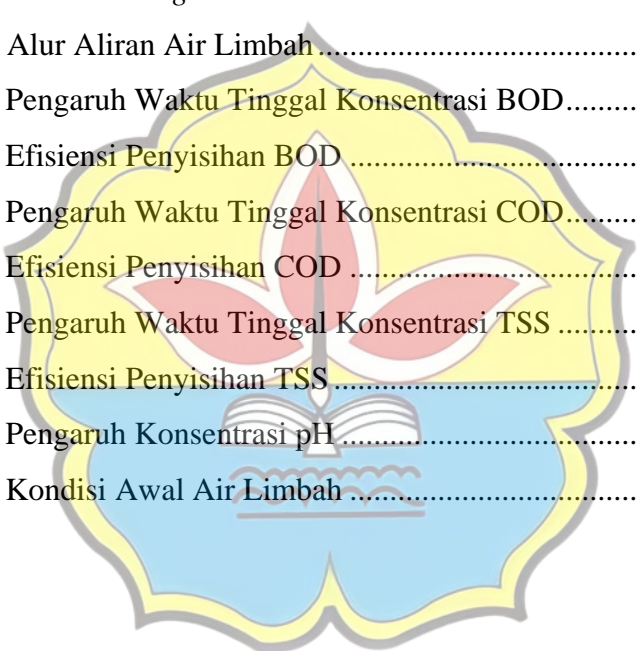 Alur Aliran Air Limbah........................................
Pengaruh Waktu Tinggal Konsentrasi BOD.........
Efisiensi Penyisihan BOD ....................................
Pengaruh Waktu Tinggal Konsentrasi COD.........
Efisiensi Penyisihan COD ....................................
Pengaruh Waktu Tinggal Konsentrasi TSS ..........
Efisiensi Penyisihan TSS.......................................
Pengaruh Konsentrasi pH .....................................
Kondisi Awal Air Limbah ....................................